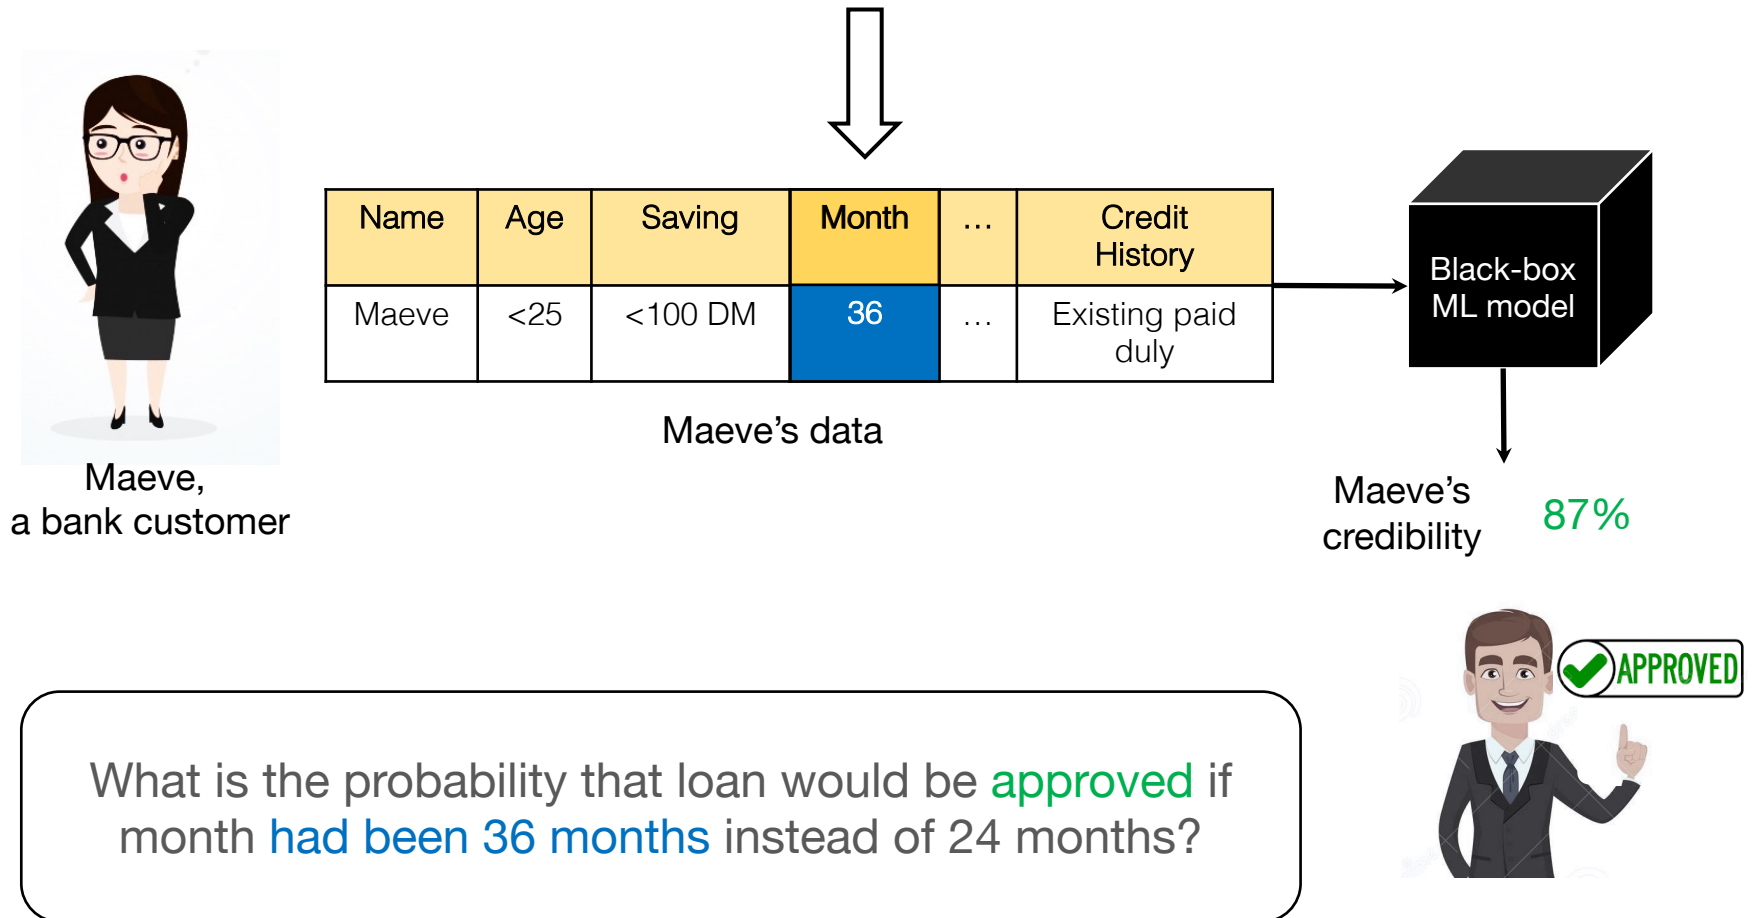 Name Age Saving Month ... Credit
History
Maeve <25 <100 DM 36 ... Existing paid
duly
Maeve's data
Black-box
ML model
Maeve,
a bank customer
Maeve's
credibility
87%
APPROVED
What is the probability that loan would be approved if
month had been 36 months instead of 24 months?